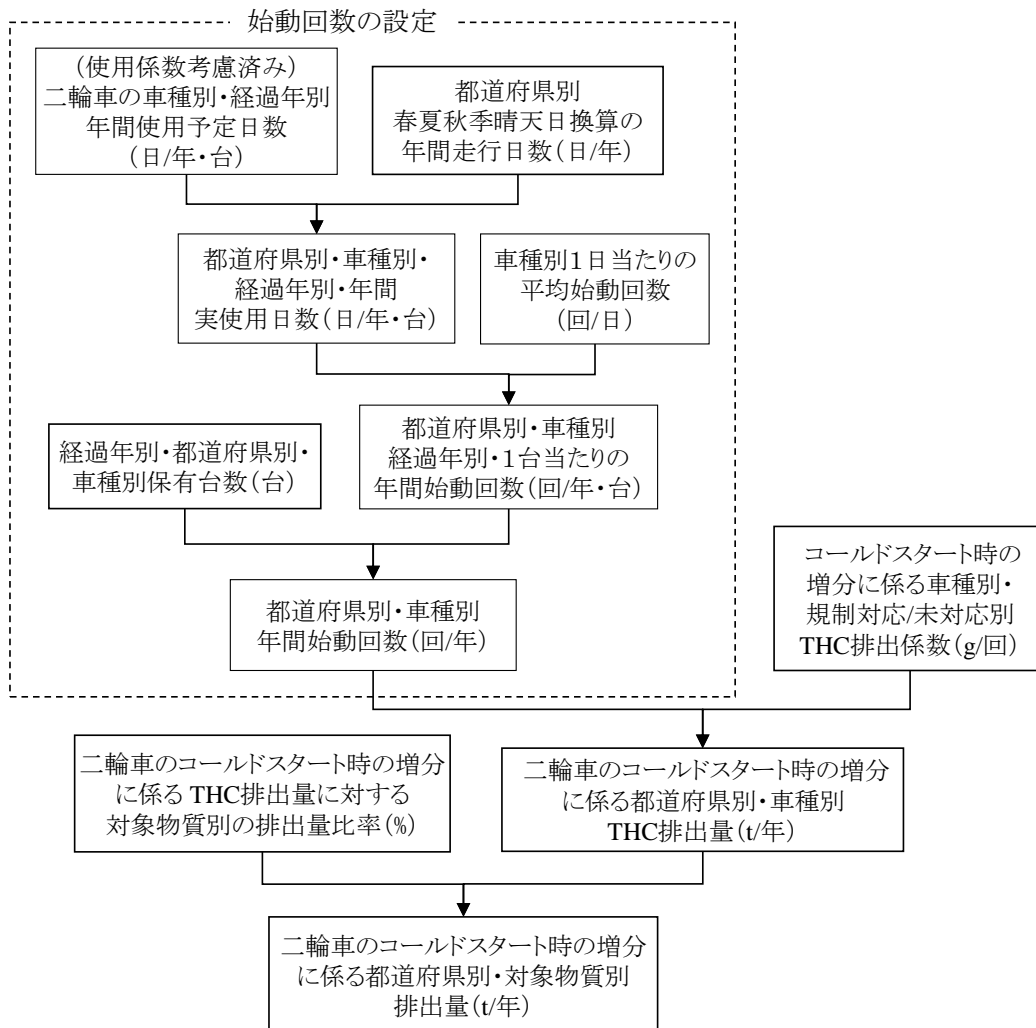 始動回数の設定
(使用係数考慮済み)
二輪車の車種別・経過年別
年間使用予定日数
(日/年・台)
都道府県別
春夏秋季晴天日換算の
年間走行日数(日/年)
都道府県別・車種別・
経過年別・年間
実使用日数(日/年・台)
車種別1日当たりの
平均始動回数
(回/日)
経過年別・都道府県別・
車種別保有台数(台)
都道府県別・車種別
経過年別・1台当たりの
年間始動回数(回/年・台)
都道府県別・車種別
年間始動回数(回/年)
コールドスタート時の
増分に係る車種別・
規制対応/未対応別
THC排出係数(g/回)
二輪車のコールドスタート時の増分
に係る THC排出量に対する
対象物質別の排出量比率(%)
二輪車のコールドスタート時の増分
に係る都道府県別・車種別
THC排出量(t/年)
二輪車のコールドスタート時の増分
に係る都道府県別・対象物質別
排出量(t/年)